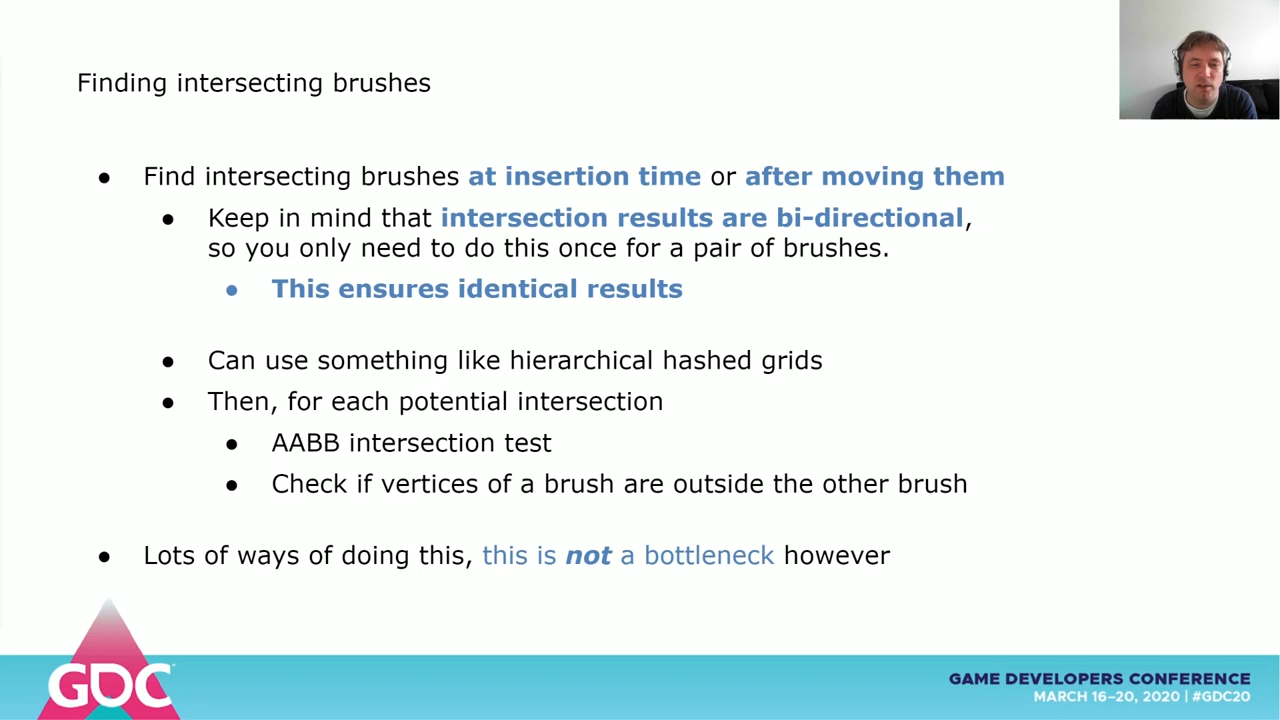 Finding intersecting brushes
● Find intersecting brushes at insertion time or after moving them
● Keep in mind that intersection results are bi-directional,
so you only need to do this once for a pair of brushes.
● This ensures identical results
● Can use something like hierarchical hashed grids
● Then, for each potential intersection
● AABB intersection test
● Check if vertices of a brush are outside the other brush
● Lots of ways of doing this, this is not a bottleneck however
GDC
GAME DEVELOPERS CONFERENCE
MARCH 16–20, 2020 | #GDC20